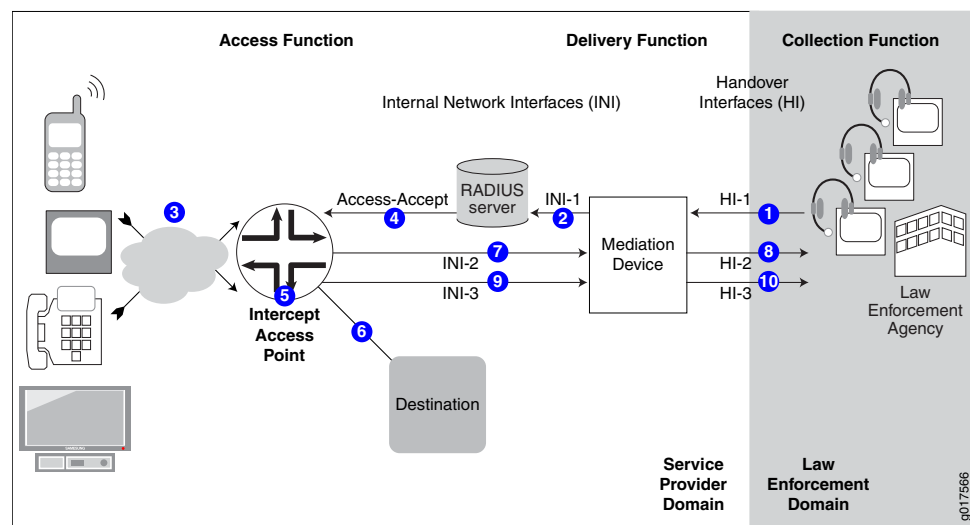 Access Function
Delivery Function
Collection Function
Internal Network Interfaces (INI)
Handover
Interfaces (HI)
RADIUS
server
Access-Accept
4
INI-1
2
HI-1
1
3
Mediation
Device
7
INI-2
8
HI-2
9
INI-3
10
HI-3
5
Intercept
Access
Point
6
Destination
Law
Enforcement
Agency
SAMSUNG
Service
Provider
Domain
Law
Enforcement
Domain
g017566